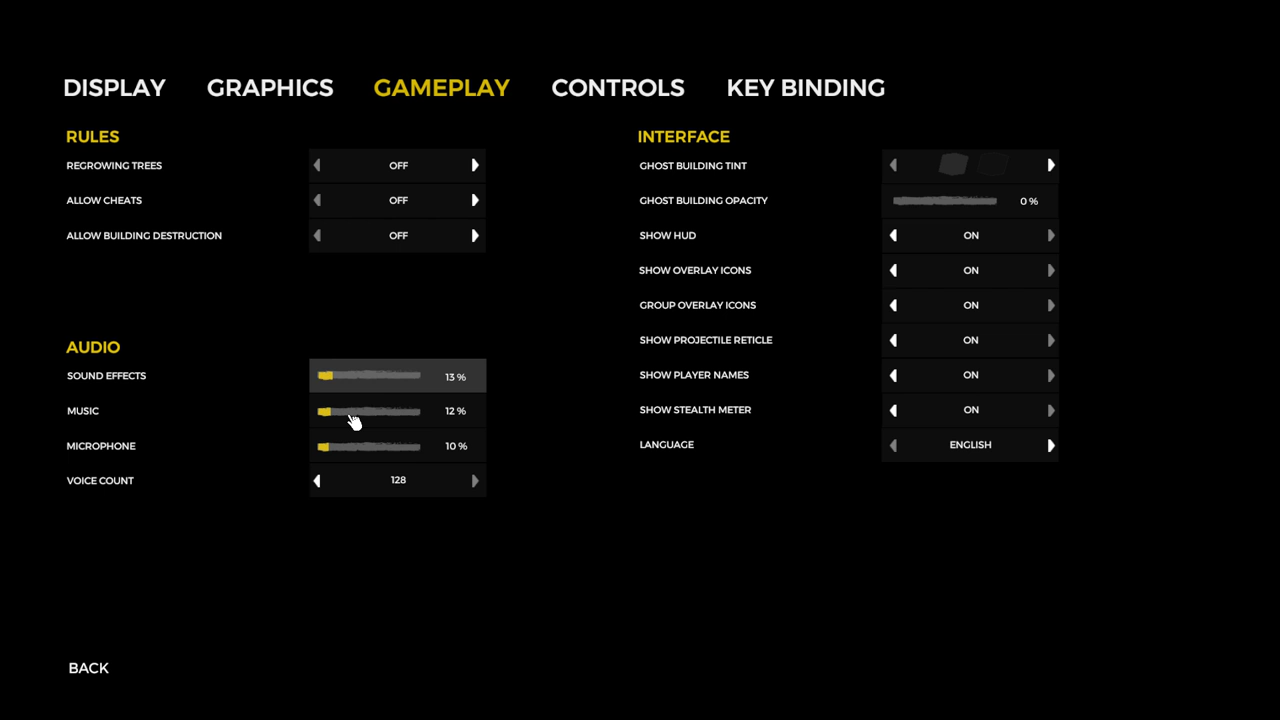 DISPLAY GRAPHICS GAMEPLAY CONTROLS KEY BINDING
RULES
REGROWING TREES OFF
ALLOW CHEATS OFF
ALLOW BUILDING DESTRUCTION OFF
AUDIO
SOUND EFFECTS 13 %
MUSIC 12 %
MICROPHONE 10 %
VOICE COUNT 128
INTERFACE
GHOST BUILDING TINT
GHOST BUILDING OPACITY 0 %
SHOW HUD ON
SHOW OVERLAY ICONS ON
GROUP OVERLAY ICONS ON
SHOW PROJECTILE RETICLE ON
SHOW PLAYER NAMES ON
SHOW STEALTH METER ON
LANGUAGE ENGLISH
BACK